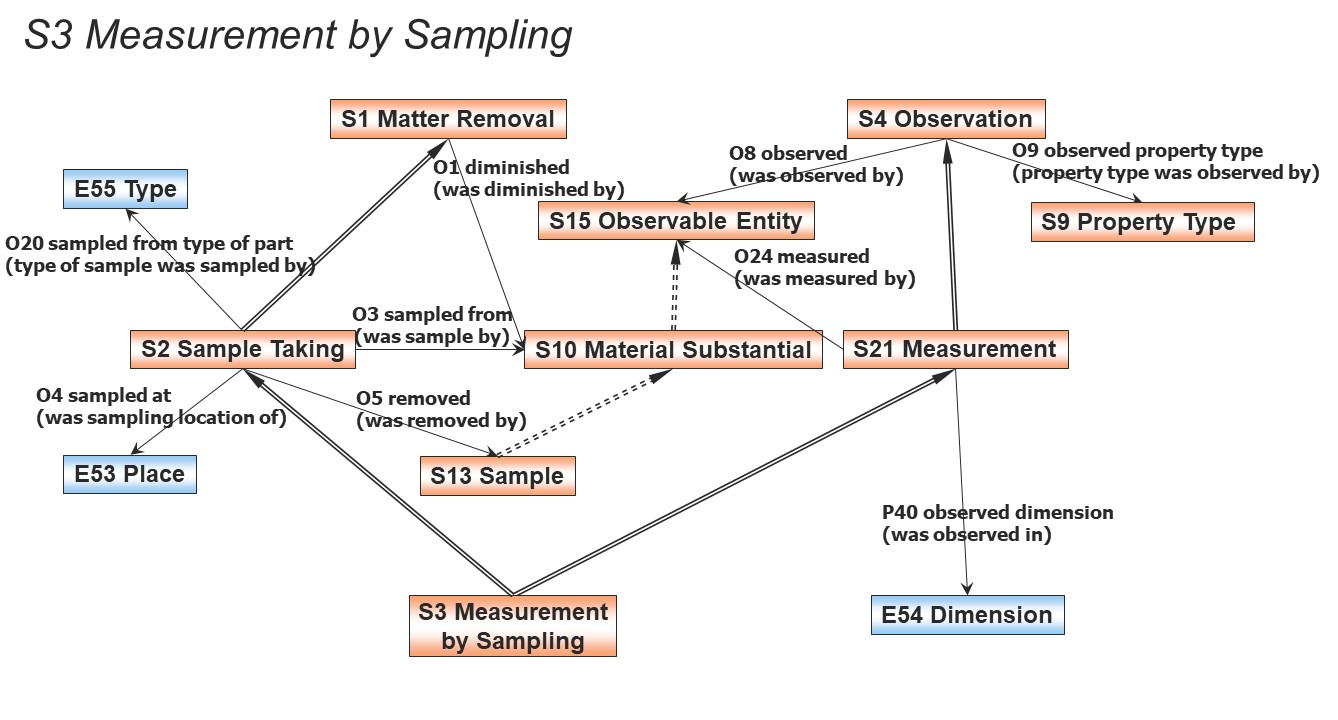 S3 Measurement by Sampling
S1 Matter Removal
S4 Observation
O8 observed
(was observed by)
O9 observed property type
(property type was observed by)
O1 diminished
(was diminished by)
E55 Type
S15 Observable Entity
S9 Property Type
O20 sampled from type of part
(type of sample was sampled by)
O24 measured
(was measured by)
O3 sampled from
(was sample by)
S2 Sample Taking
S10 Material Substantial
S21 Measurement
O4 sampled at
(was sampling location of)
O5 removed
(was removed by)
E53 Place
S13 Sample
P40 observed dimension
(was observed in)
S3 Measurement
by Sampling
E54 Dimension